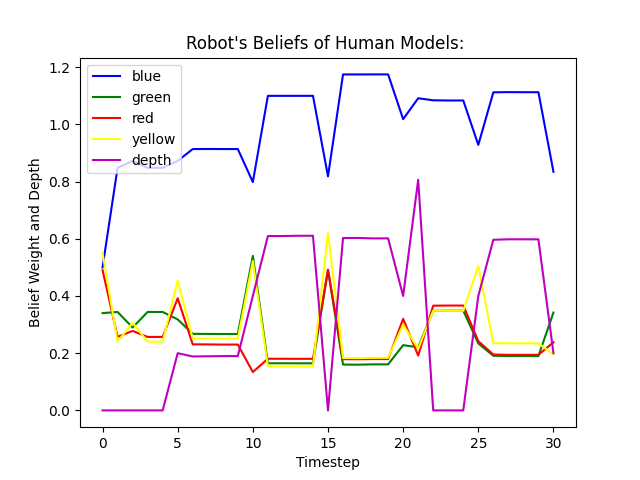 Robot's Beliefs of Human Models:
blue
green
red
yellow
depth
Belief Weight and Depth
1.2
1.0
0.8
0.6
0.4
0.2
0.0
0 5 10 15 20 25 30
Timestep